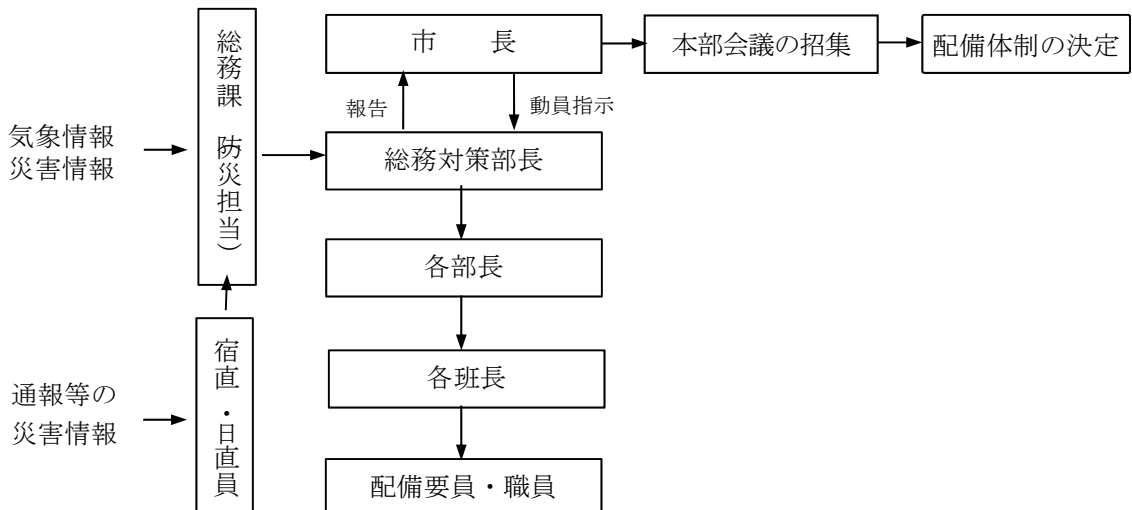 市　長
本部会議の招集
配備体制の決定
報告
動員指示
気象情報
災害情報
総務課（防災担当）
総務対策部長
各部長
通報等の
災害情報
宿直・日直員
各班長
配備要員・職員